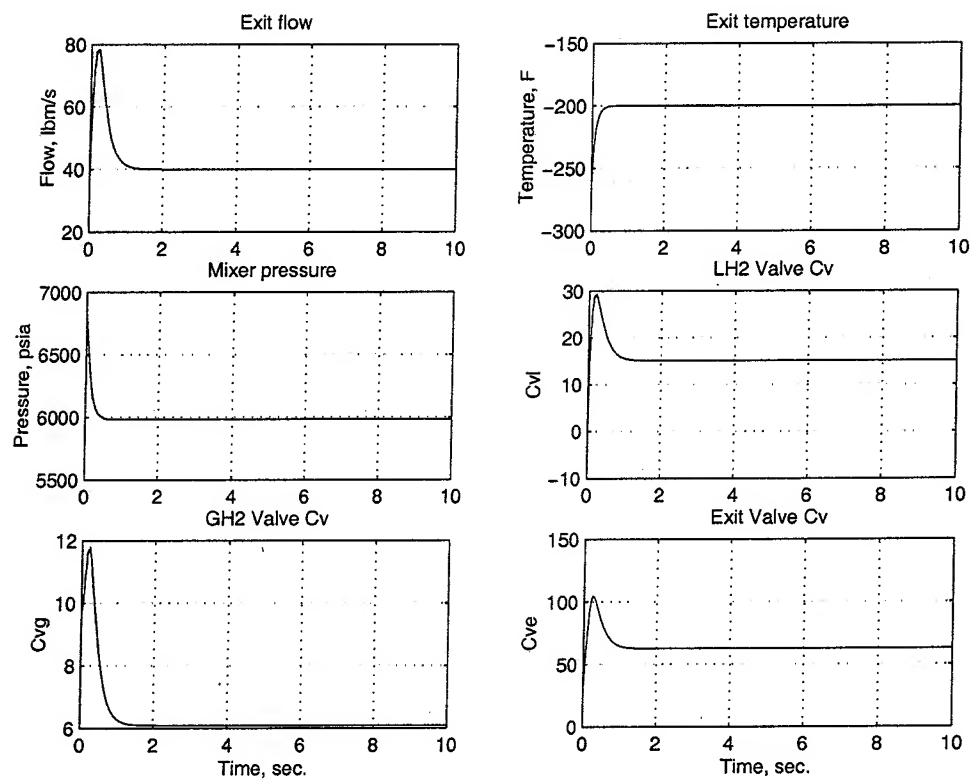 Exit flow
80
60
40
20
Flow, lbm/s
0 2 4 6 8 10
Exit temperature
−150
−200
−250
−300
Temperature, F
0 2 4 6 8 10
Mixer pressure
7000
6500
6000
5500
Pressure, psia
0 2 4 6 8 10
LH2 Valve Cv
30
20
10
0
−10
Cvl
0 2 4 6 8 10
GH2 Valve Cv
12
10
8
6
Cvg
0 2 4 6 8 10
Time, sec.
Exit Valve Cv
150
100
50
0
Cve
0 2 4 6 8 10
Time, sec.